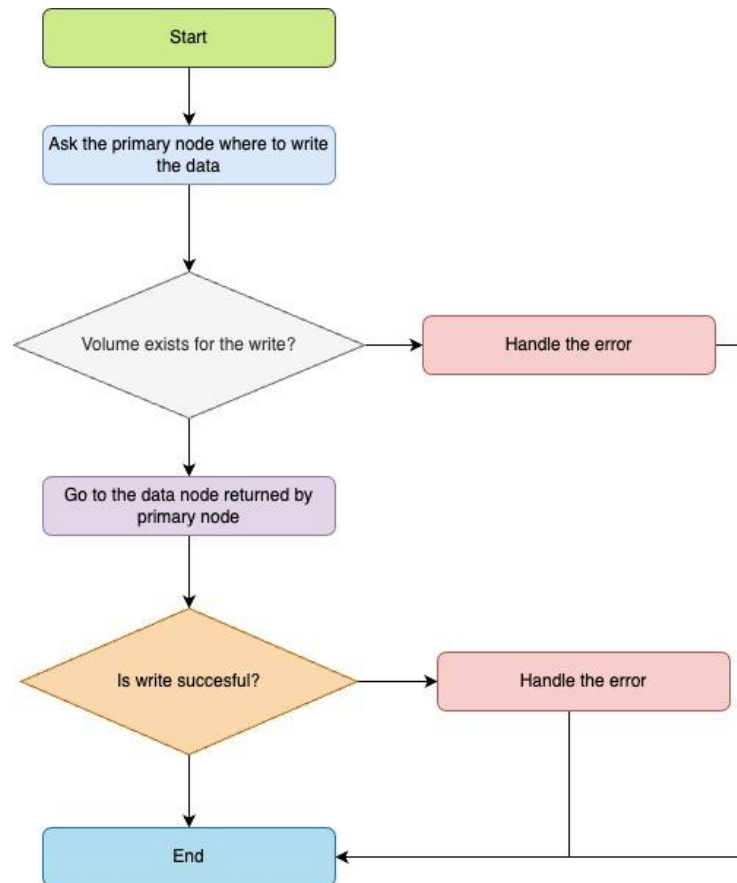 Start
Ask the primary node where to write
the data
Volume exists for the write?
Handle the error
Go to the data node returned by
primary node
Is write succesful?
Handle the error
End